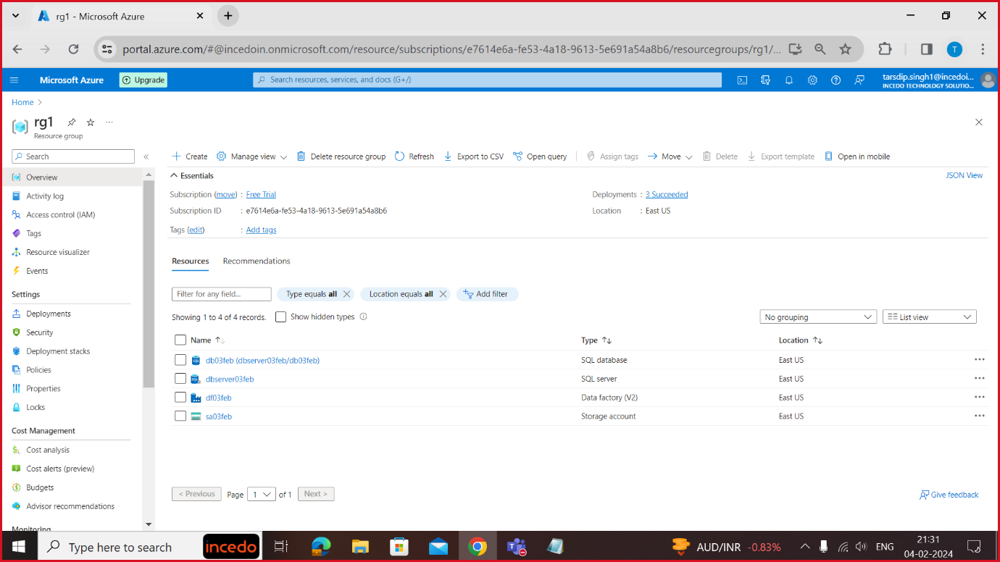 rg1 - Microsoft Azure
portal.azure.com/#@incedoin.onmicrosoft.com/resource/subscriptions/e7614e6a-fe53-4a18-9613-5e691a54a8b6/resourcegroups/rg1/...
T
Microsoft Azure
Upgrade
Search resources, services, and docs (G+/)
tarsdip.singh1@incedoi...
INCEDO TECHNOLOGY SOLUTIO...
Home >
rg1
Resource group
Search
Create
Manage view
Delete resource group
Refresh
Export to CSV
Open query
Assign tags
Move
Delete
Export template
Open in mobile
Overview
Activity log
Access control (IAM)
Tags
Resource visualizer
Events
Settings
Deployments
Security
Deployment stacks
Policies
Properties
Locks
Cost Management
Cost analysis
Cost alerts (preview)
Budgets
Advisor recommendations
Monitoring
Essentials
JSON View
Subscription (move) : Free Trial
Deployments : 3 Succeeded
Subscription ID : e7614e6a-fe53-4a18-9613-5e691a54a8b6
Location : East US
Tags (edit) : Add tags
Resources Recommendations
Filter for any field...
Type equals all
Location equals all
Add filter
Showing 1 to 4 of 4 records.
Show hidden types
No grouping
List view
Name Type Location
db03feb (dbserver03feb/db03feb) SQL database East US
dbserver03feb SQL server East US
df03feb Data factory (V2) East US
sa03feb Storage account East US
< Previous Page 1 of 1 Next >
Give feedback
Type here to search
incedo
AUD/INR -0.83%
ENG
21:31
04-02-2024